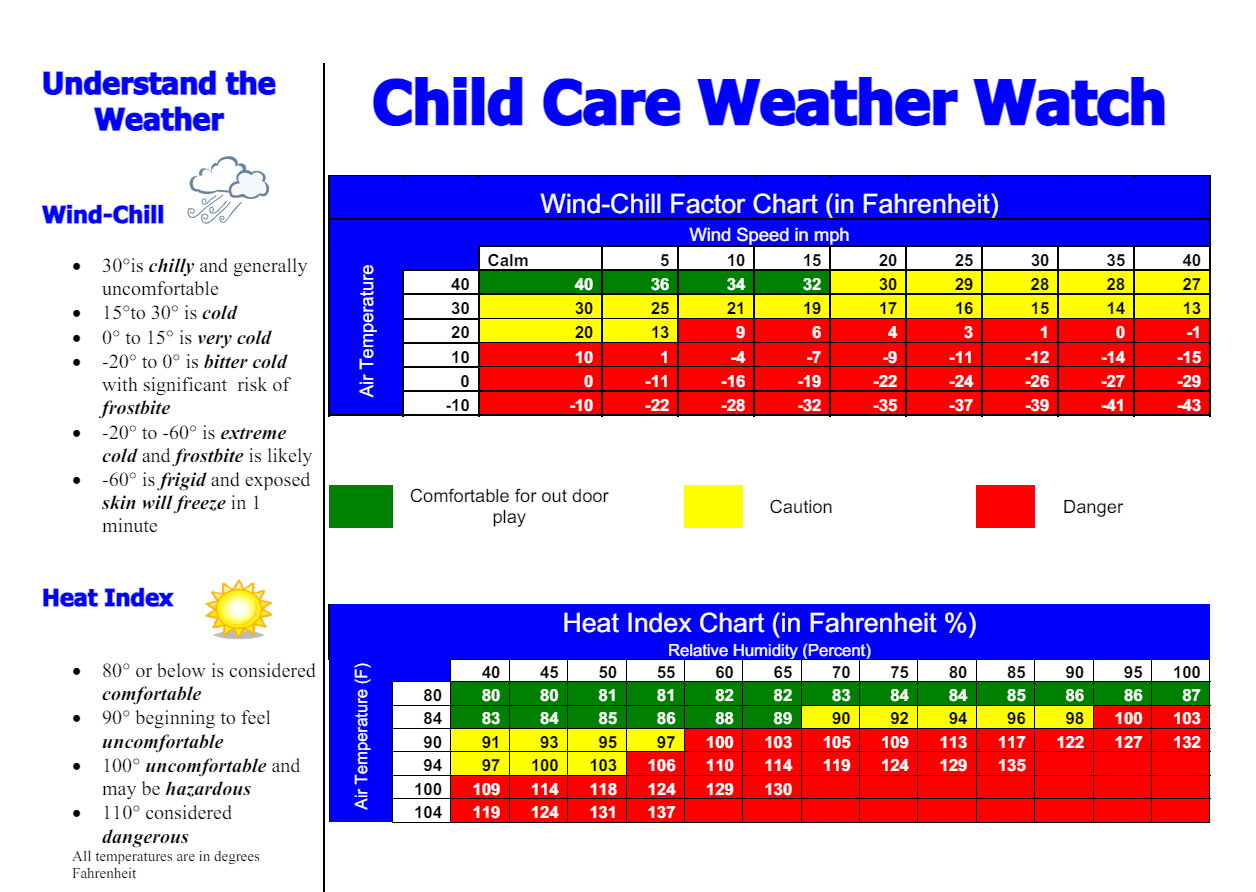 Understand the
Weather
Wind-Chill
• 30°is chilly and generally
uncomfortable
• 15°to 30° is cold
• 0° to 15° is very cold
• -20° to 0° is bitter cold
with significant  risk of
frostbite
• -20° to -60° is extreme
cold and frostbite is likely
• -60° is frigid and exposed
skin will freeze in 1
minute
Heat Index
• 80° or below is considered
comfortable
• 90° beginning to feel
uncomfortable
• 100° uncomfortable and
may be hazardous
• 110° considered
dangerous
All temperatures are in degrees
Fahrenheit
Child Care Weather Watch
Wind-Chill Factor Chart (in Fahrenheit)
Wind Speed in mph
Air Temperature
Calm 5 10 15 20 25 30 35 40
40 40 36 34 32 30 29 28 28 27
30 30 25 21 19 17 16 15 14 13
20 20 13 9 6 4 3 1 0 -1
10 10 1 -4 -7 -9 -11 -12 -14 -15
0 0 -11 -16 -19 -22 -24 -26 -27 -29
-10 -10 -22 -28 -32 -35 -37 -39 -41 -43
Comfortable for out door
play
Caution
Danger
Heat Index Chart (in Fahrenheit %)
Relative Humidity (Percent)
Air Temperature (F)
40 45 50 55 60 65 70 75 80 85 90 95 100
80 80 80 81 81 82 82 83 84 84 85 86 86 87
84 83 84 85 86 88 89 90 92 94 96 98 100 103
90 91 93 95 97 100 103 105 109 113 117 122 127 132
94 97 100 103 106 110 114 119 124 129 135
100 109 114 118 124 129 130
104 119 124 131 137